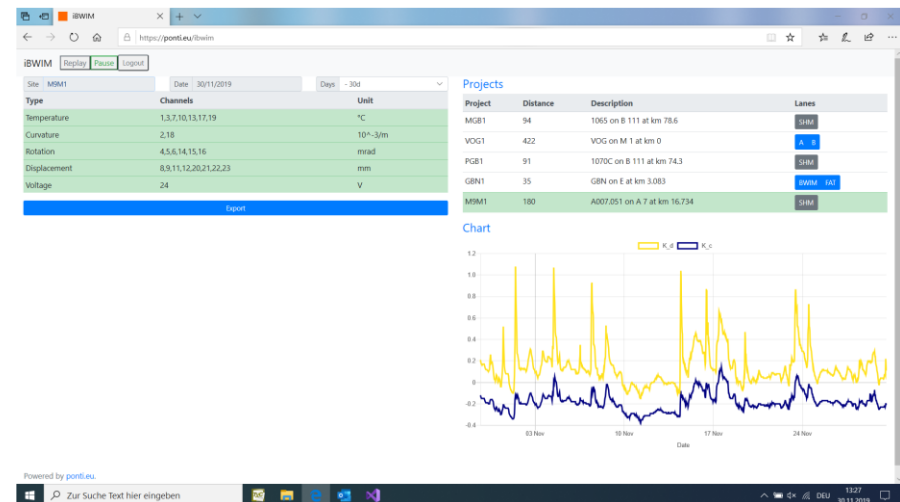 iBWIM
https://ponti.eu/ibwim
iBWIM Replay Pause Logout
Site M9M1 Date 30/11/2019 Days - 30d
Type Channels Unit
Temperature 1,3,7,10,13,17,19 °C
Curvature 2,18 10^-3/m
Rotation 4,5,6,14,15,16 mrad
Displacement 8,9,11,12,20,21,22,23 mm
Voltage 24 V
Export
Projects
Project Distance Description Lanes
MGB1 94 1065 on B 111 at km 78.6 SHM
VOG1 422 VOG on M 1 at km 0 A B
PGB1 91 1070C on B 111 at km 74.3 SHM
GBN1 35 GBN on E at km 3.083 BWIM FAT
M9M1 180 A007.051 on A 7 at km 16.734 SHM
Chart
K_d K_c
1.2
1.0
0.8
0.6
0.4
0.2
0
-0.2
-0.4
03 Nov 10 Nov 17 Nov 24 Nov
Date
Powered by ponti.eu.
Zur Suche Text hier eingeben
DEU
13:27
30.11.2019